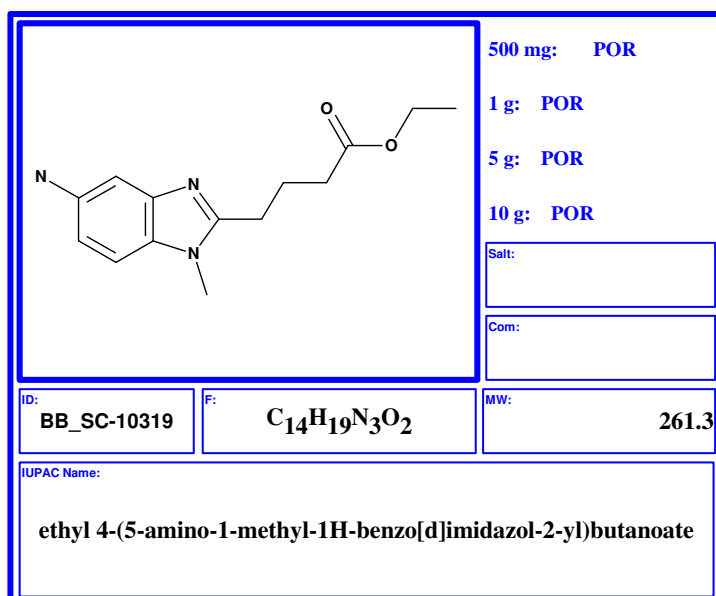 500 mg: POR
1 g: POR
5 g: POR
10 g: POR
O
O
N
N
N
Salt:
Com:
ID:
BB_SC-10319
F:
C14H19N3O2
MW:
261.3
IUPAC Name:
ethyl 4-(5-amino-1-methyl-1H-benzo[d]imidazol-2-yl)butanoate